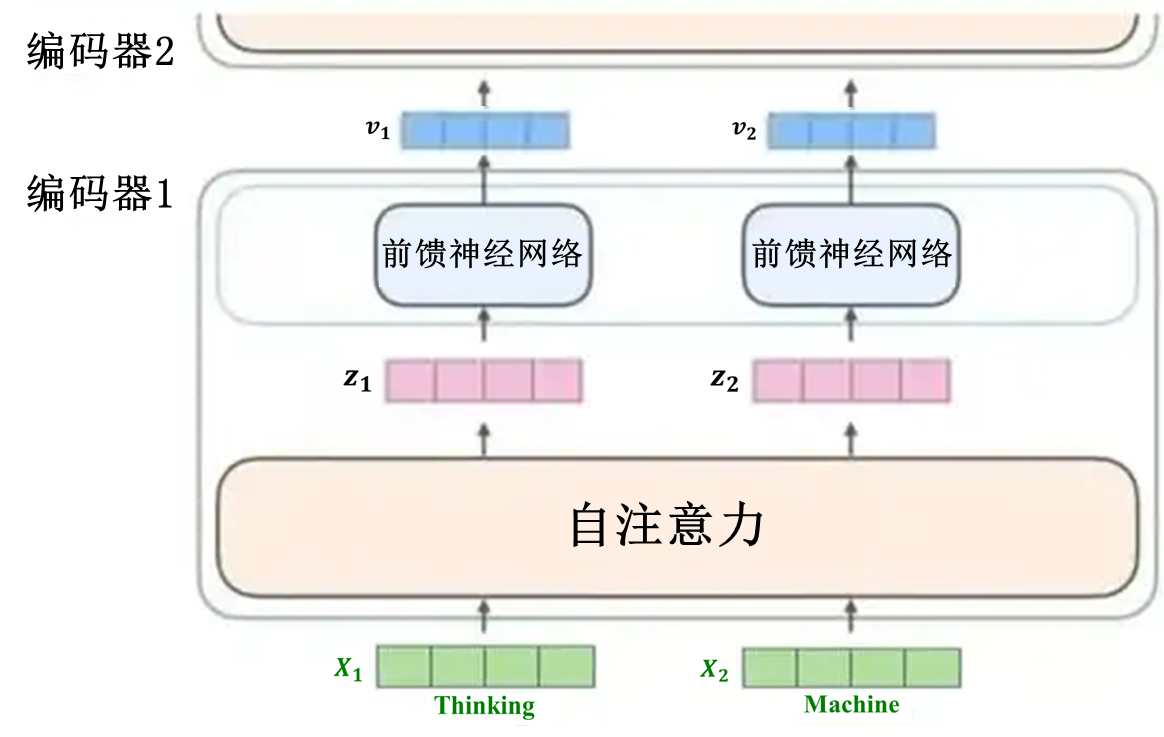 编码器2
v₁
v₂
编码器1
前馈神经网络
前馈神经网络
z₁
z₂
自注意力
X₁
X₂
Thinking
Machine